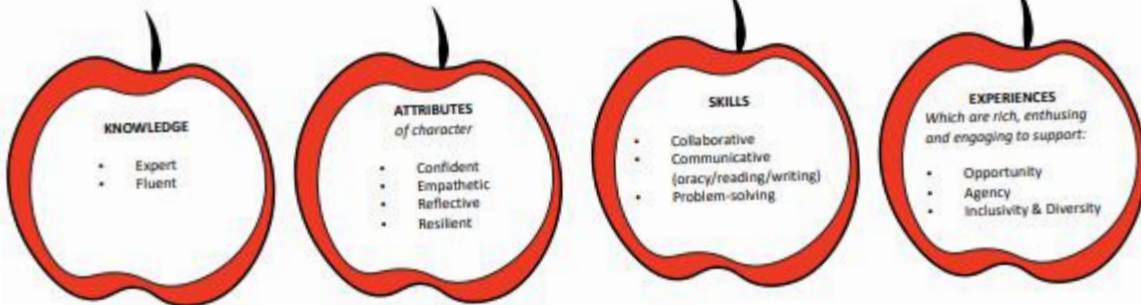 KNOWLEDGE
• Expert
• Fluent
ATTRIBUTES
of character
• Confident
• Empathetic
• Reflective
• Resilient
SKILLS
• Collaborative
• Communicative
(oracy/reading/writing)
• Problem-solving
EXPERIENCES
Which are rich, enthusing
and engaging to support:
• Opportunity
• Agency
• Inclusivity & Diversity